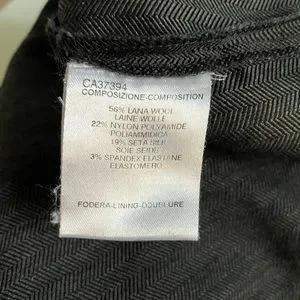 CA37394
COMPOSIZIONE-COMPOSITION
56% LANA WOOL
LAINE WOLLE
22% NYLON POLYAMIDE
POLIAMMIDICA
19% SETA SILK
SOIE SEIDE
3% SPANDEX ELASTANE
ELASTOMERO
FODERA-LINING-DOUBLURE